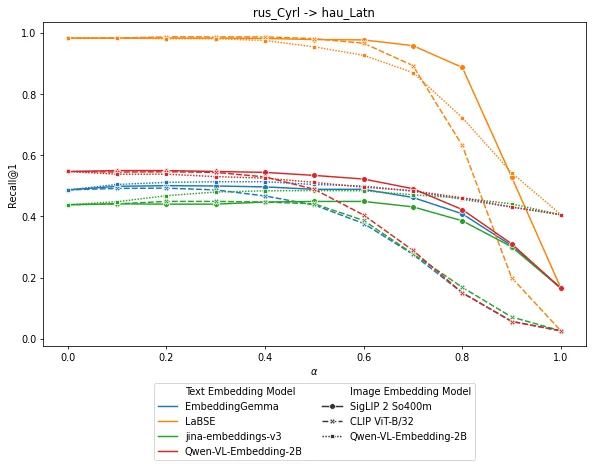 rus_Cyrl -> hau_Latn
Recall@1
1.0
0.8
0.6
0.4
0.2
0.0
0.0 0.2 0.4 0.6 0.8 1.0
α
Text Embedding Model Image Embedding Model
EmbeddingGemma SigLIP 2 So400m
LaBSE CLIP ViT-B/32
jina-embeddings-v3 Qwen-VL-Embedding-2B
Qwen-VL-Embedding-2B